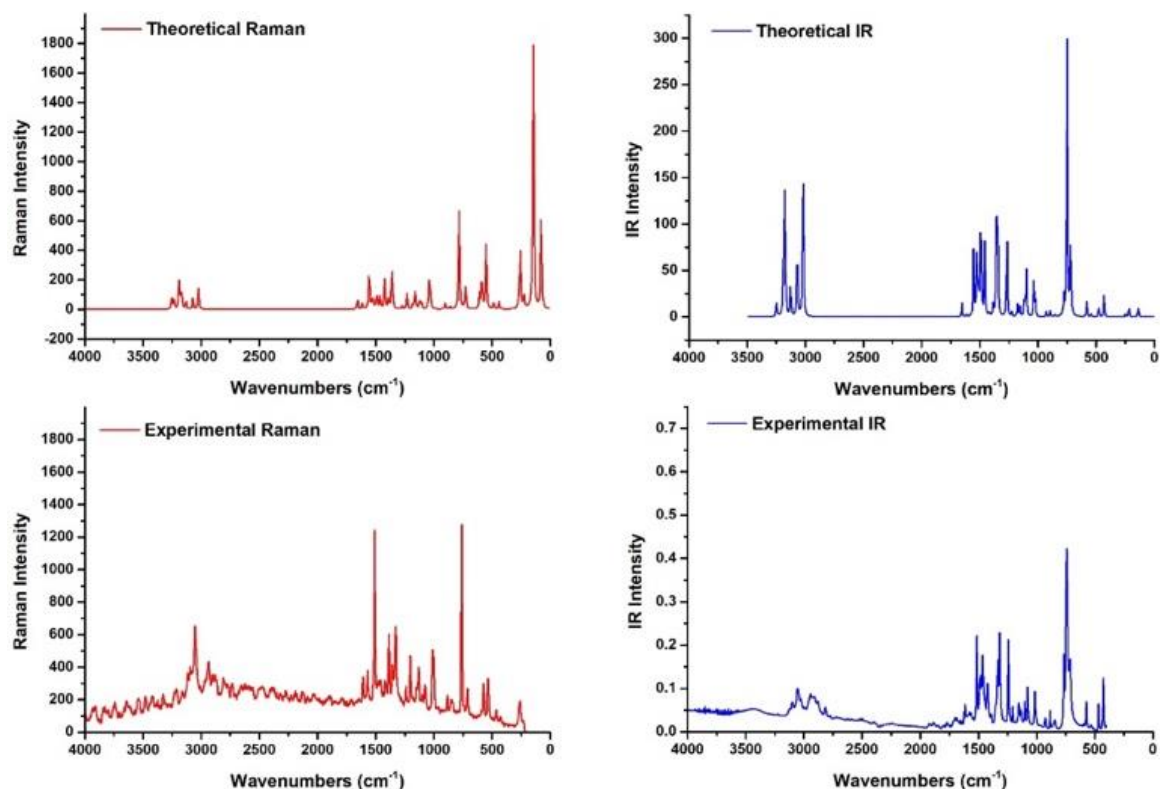 Theoretical Raman
1800
1600
1400
1200
1000
800
600
400
200
0
-200
Raman Intensity
4000 3500 3000 2500 2000 1500 1000 500 0
Wavenumbers (cm⁻¹)
Theoretical IR
300
250
200
150
100
50
0
IR Intensity
4000 3500 3000 2500 2000 1500 1000 500 0
Wavenumbers (cm⁻¹)
Experimental Raman
1800
1600
1400
1200
1000
800
600
400
200
0
Raman Intensity
4000 3500 3000 2500 2000 1500 1000 500 0
Wavenumbers (cm⁻¹)
Experimental IR
0.7
0.6
0.5
0.4
0.3
0.2
0.1
0.0
IR Intensity
4000 3500 3000 2500 2000 1500 1000 500 0
Wavenumbers (cm⁻¹)